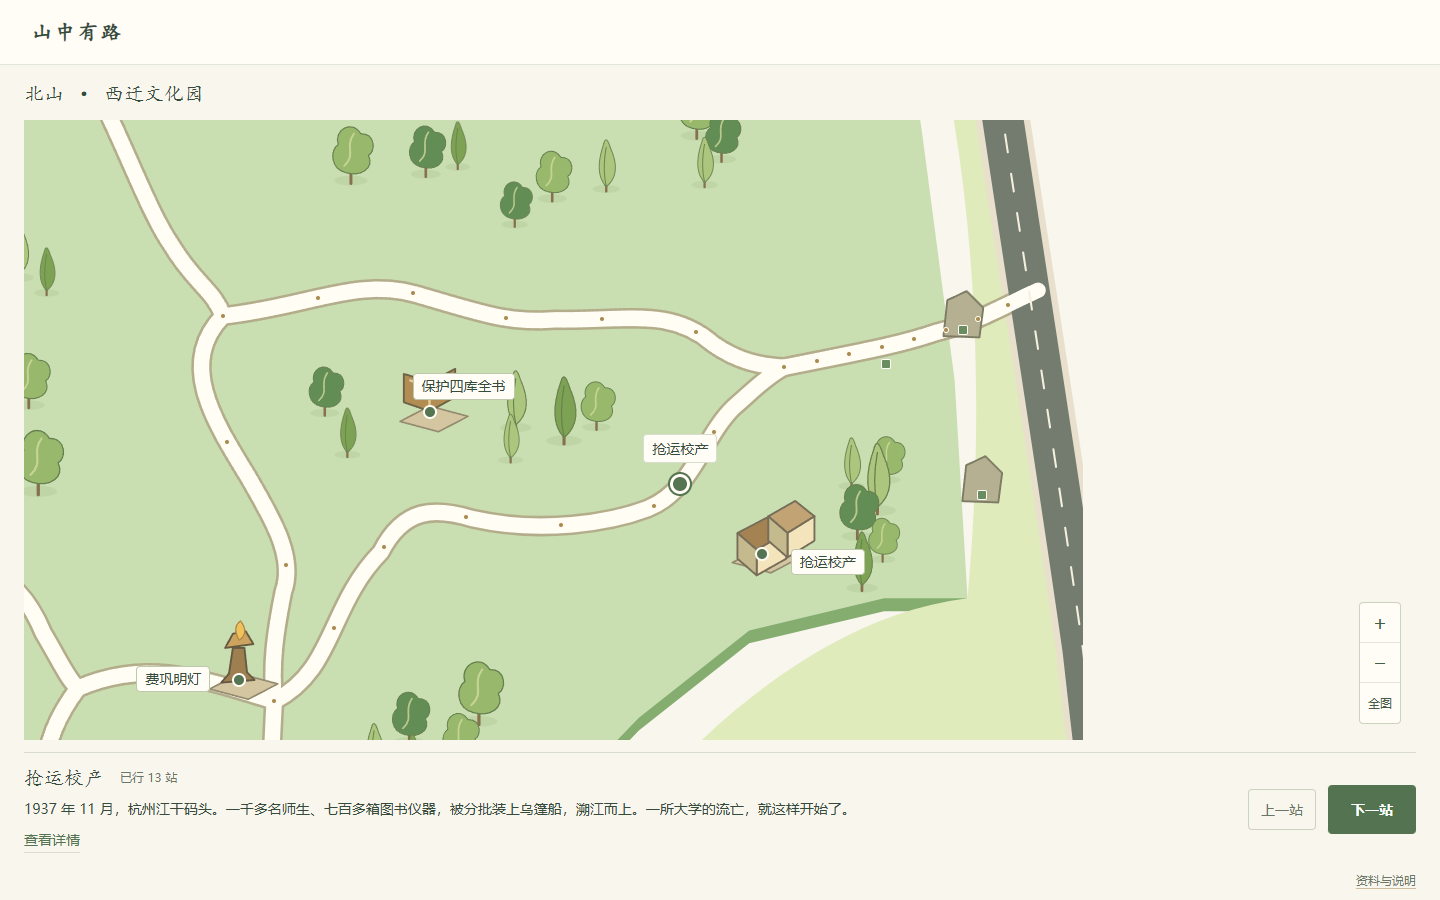 山中有路
北山 • 西迁文化园
保护四库全书
抢运校产
抢运校产
费巩明灯
+
−
全图
抢运校产 已行 13 站
1937 年 11 月，杭州江干码头。一千多名师生、七百多箱图书仪器，被分批装上乌篷船，溯江而上。一所大学的流亡，就这样开始了。
查看详情
上一站 下一站
资料与说明